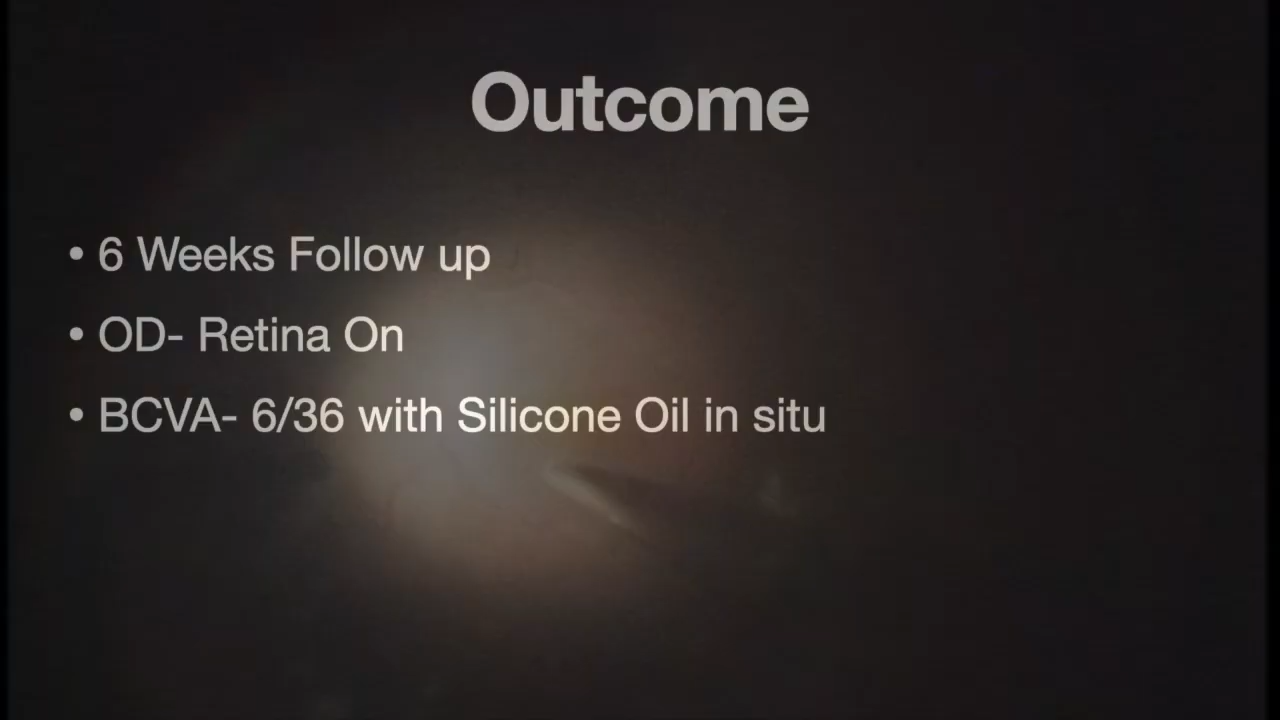 Outcome
• 6 Weeks Follow up
• OD- Retina On
• BCVA- 6/36 with Silicone Oil in situ